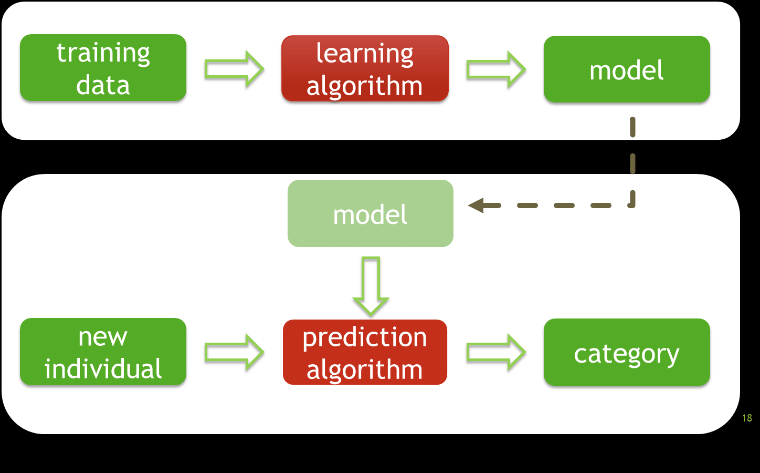 training
data
learning
algorithm
model
model
new
individual
prediction
algorithm
category
18